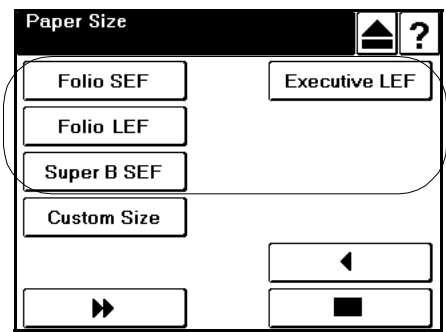 Paper Size
?
Folio SEF
Executive LEF
Folio LEF
Super B SEF
Custom Size